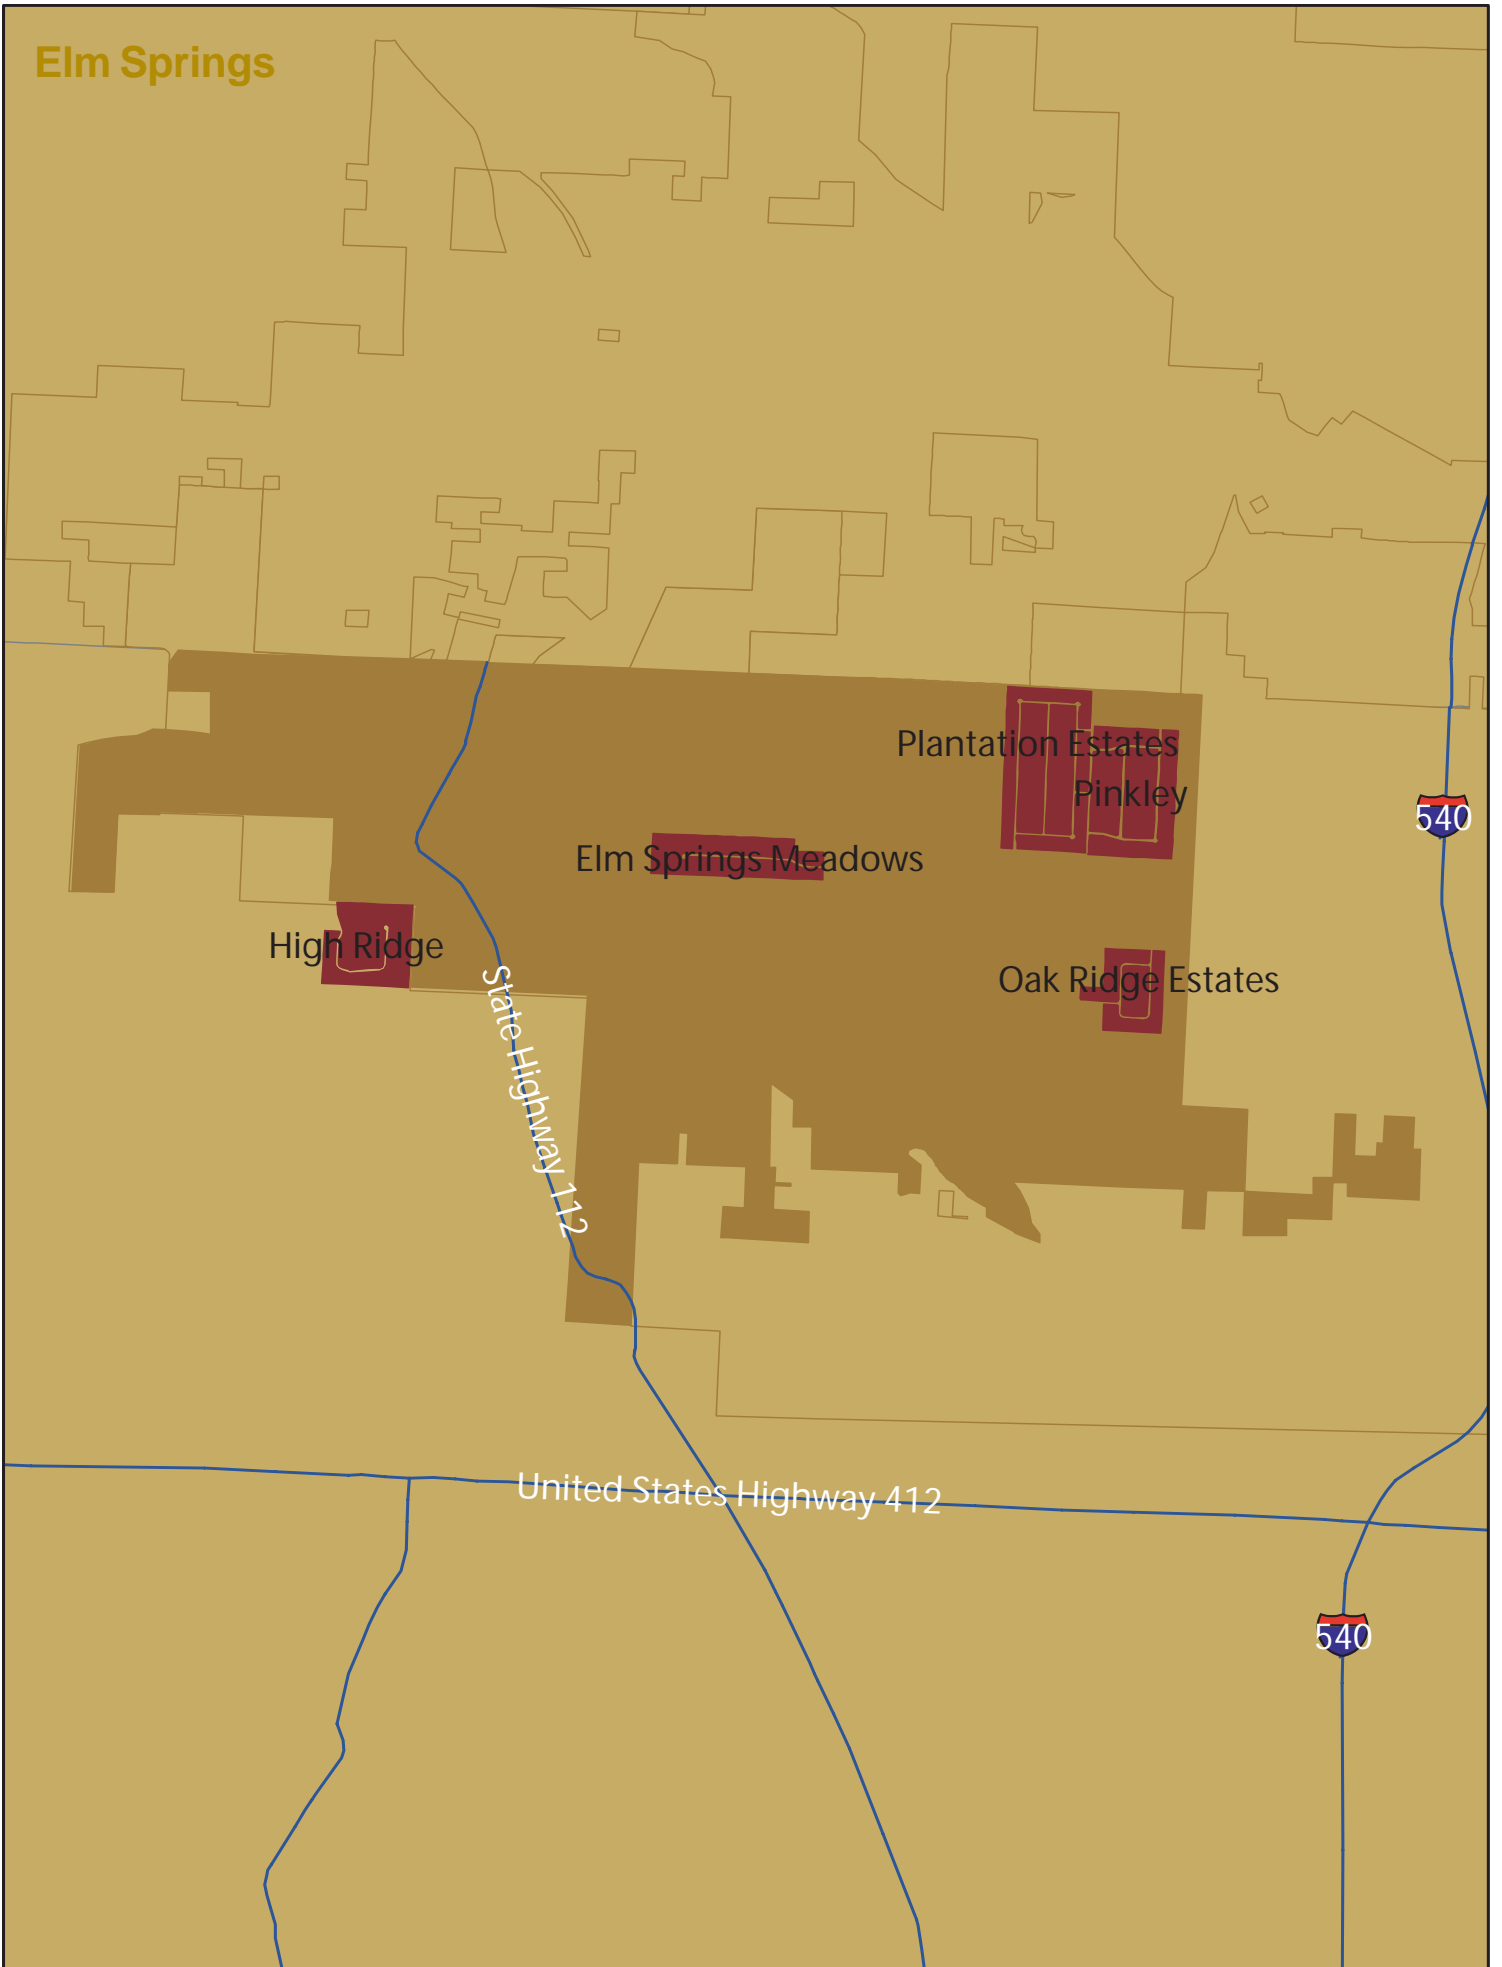 Elm Springs
Plantation Estates
Pinkley
540
Elm Springs Meadows
High Ridge
Oak Ridge Estates
State Highway 112
United States Highway 412
540